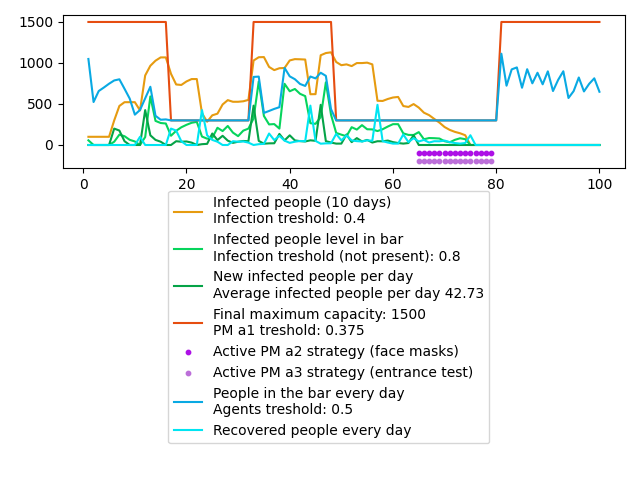 1500
1000
500
0
0
20
40
60
80
100
Infected people (10 days)
Infection treshold: 0.4
Infected people level in bar
Infection treshold (not present): 0.8
New infected people per day
Average infected people per day 42.73
Final maximum capacity: 1500
PM a1 treshold: 0.375
Active PM a2 strategy (face masks)
Active PM a3 strategy (entrance test)
People in the bar every day
Agents treshold: 0.5
Recovered people every day